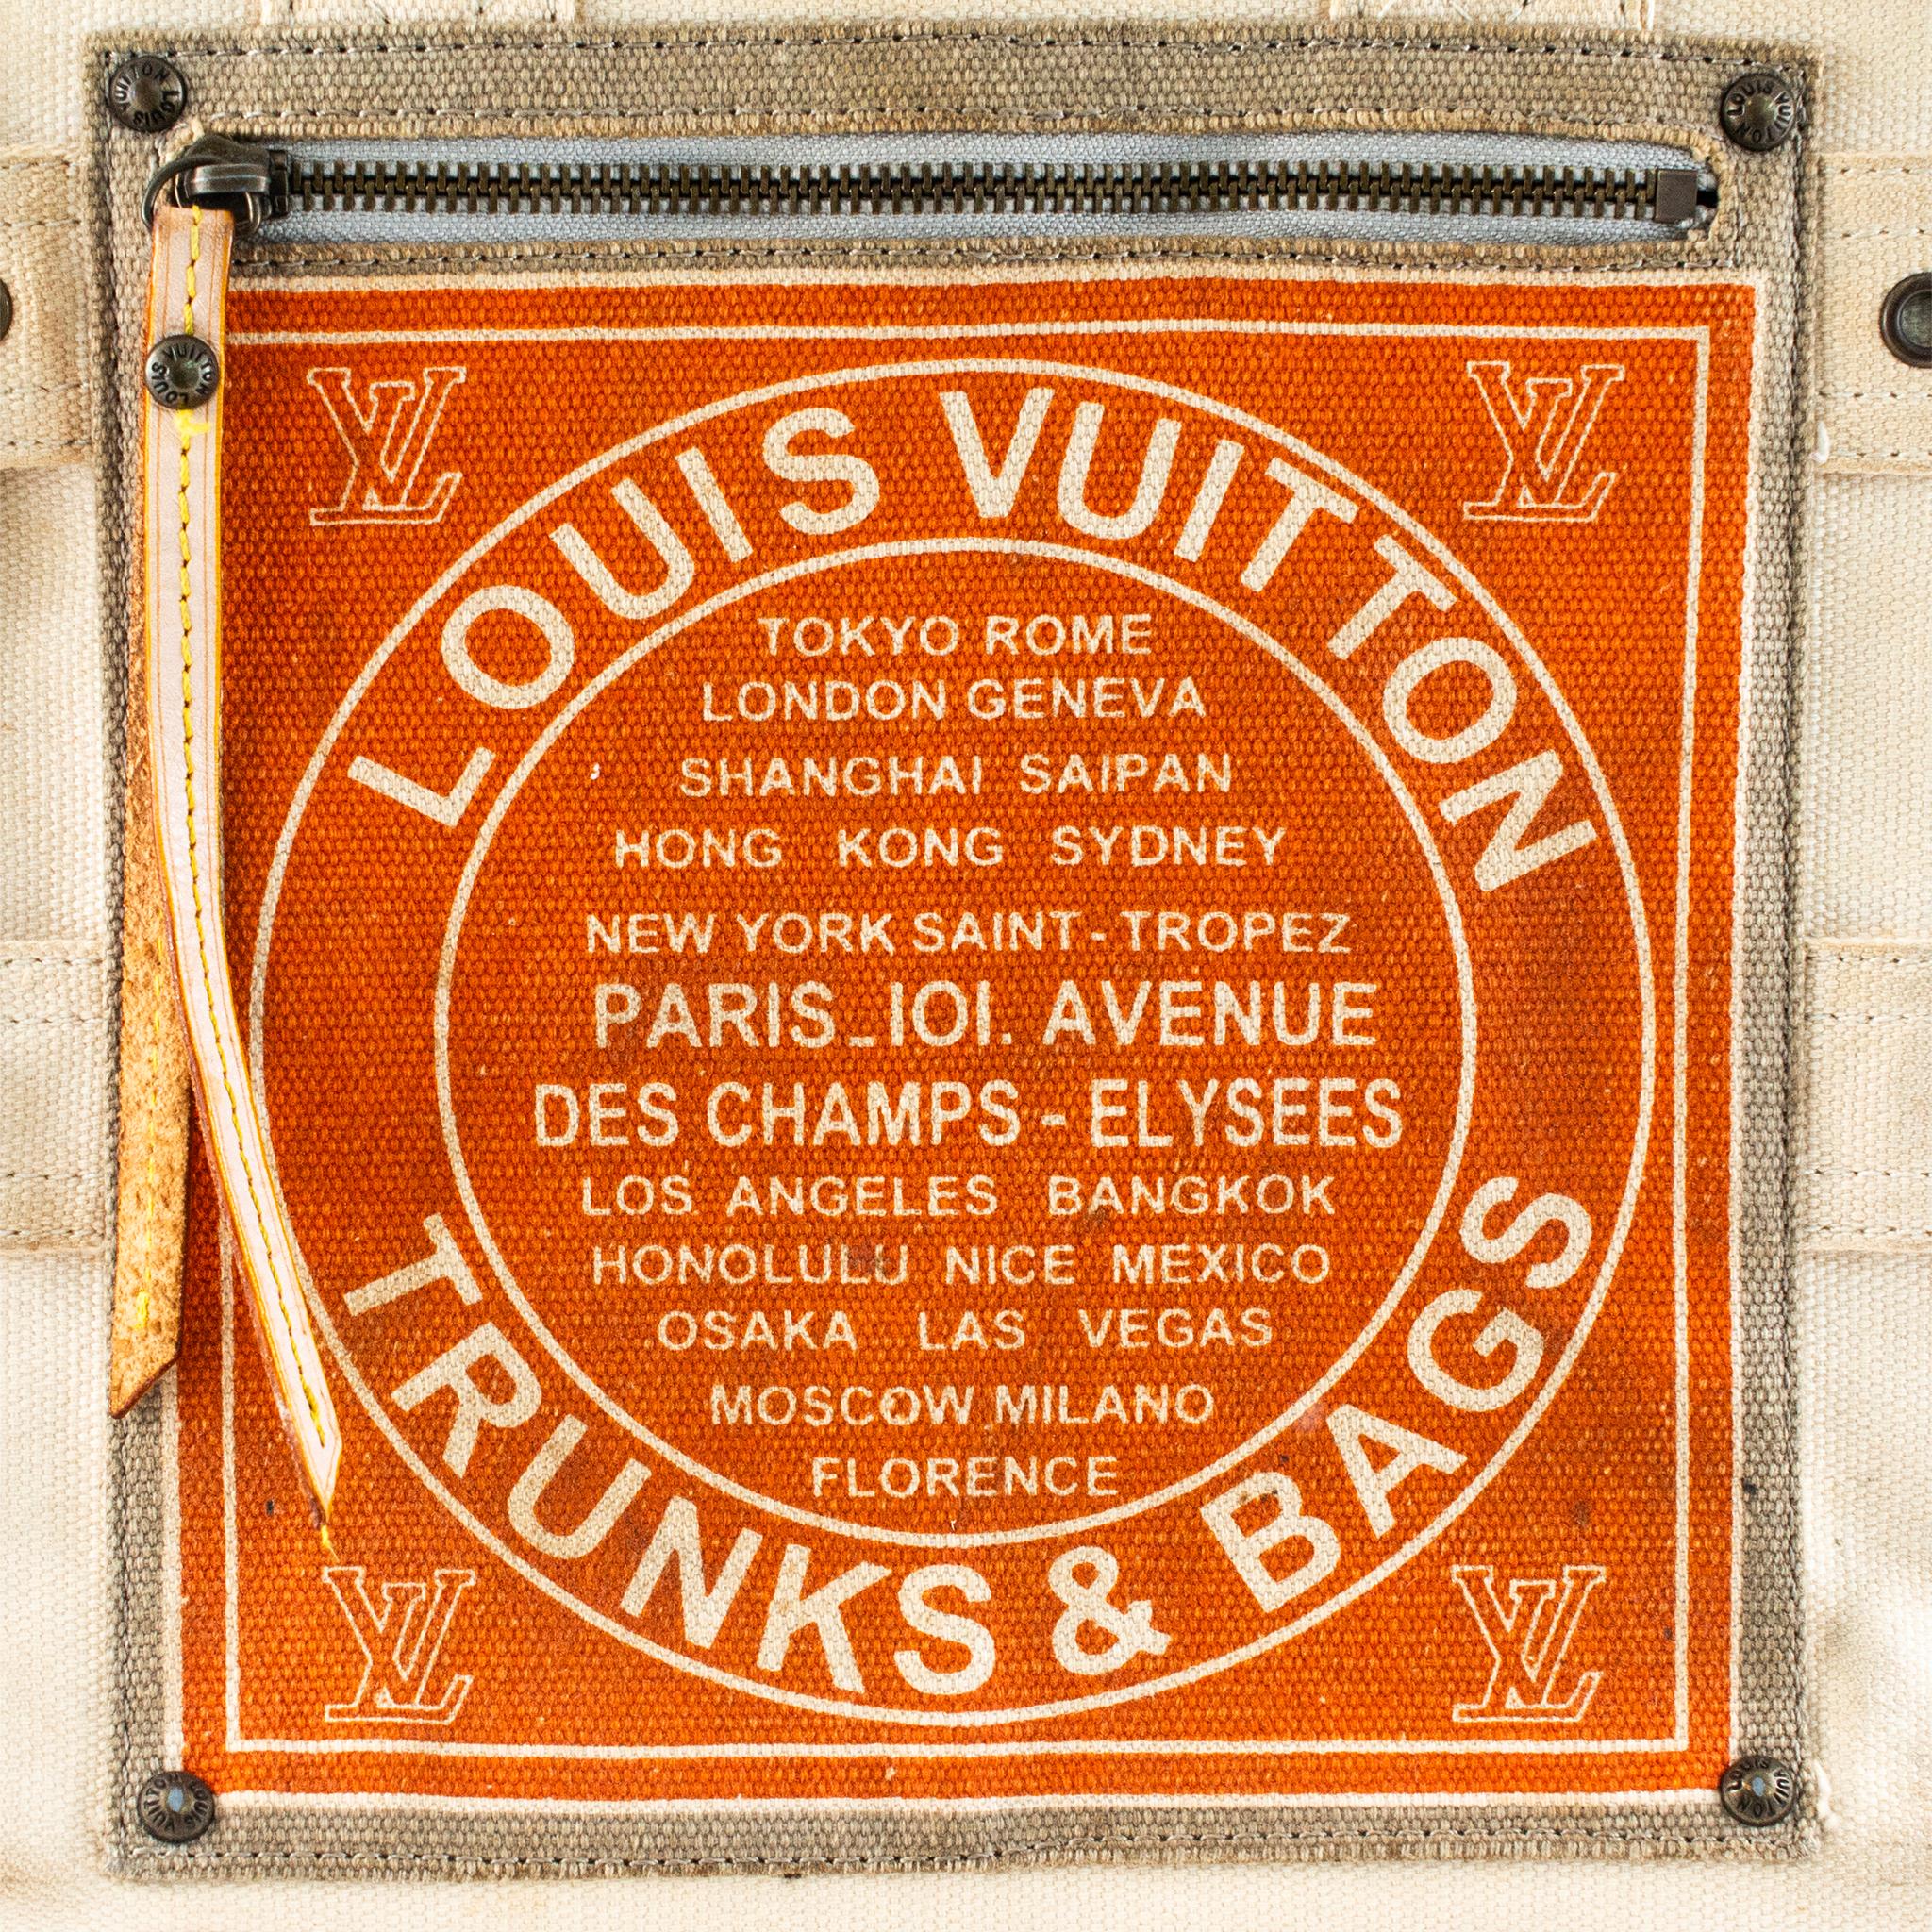 LOUIS VUITTON
LOUIS VUITTON
LOUIS VUITTON
LV
LV
LOUIS VUITTON
TOKYO ROME
LONDON GENEVA
SHANGHAI SAIPAN
HONG KONG SYDNEY
NEW YORK SAINT - TROPEZ
PARIS_101. AVENUE
DES CHAMPS - ELYSEES
LOS ANGELES BANGKOK
HONOLULU NICE MEXICO
OSAKA LAS VEGAS
MOSCOW MILANO
FLORENCE
TRUNKS & BAGS
LV
LV
LOUIS VUITTON
LOUIS VUITTON